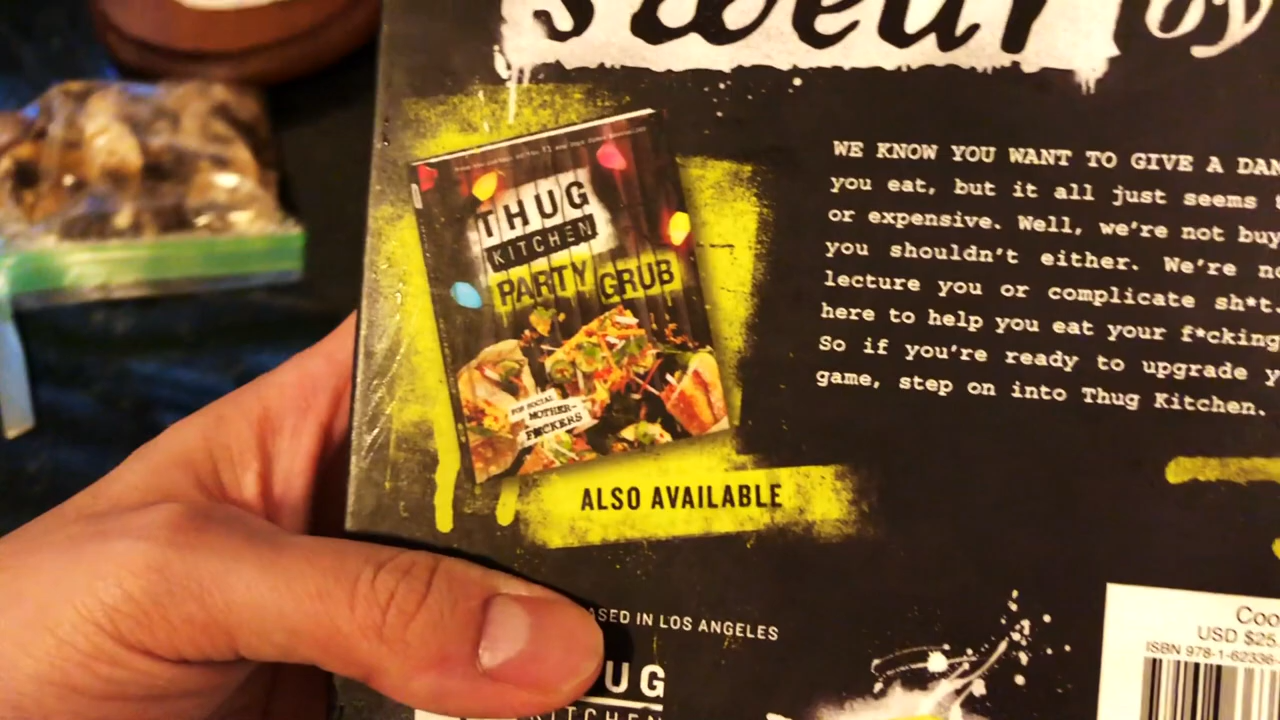 swear by
WE KNOW YOU WANT TO GIVE A DAM
you eat, but it all just seems
or expensive. Well, we're not buy
you shouldn't either. We're no
lecture you or complicate sh*t.
here to help you eat your f*cking
So if you're ready to upgrade y
game, step on into Thug Kitchen.
THUG
KITCHEN
PARTY GRUB
FOR SOCIAL
MOTHER-
F*CKERS
ALSO AVAILABLE
ASED IN LOS ANGELES
UG
KITCHEN
Coo
USD $25.
ISBN 978-1-62336-